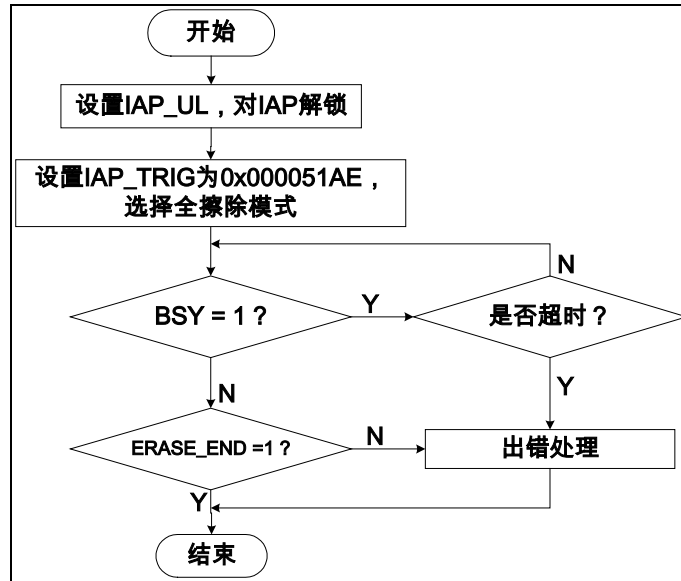 开始
设置IAP_UL，对IAP解锁
设置IAP_TRIG为0x000051AE，
选择全擦除模式
N
BSY = 1？
Y
是否超时？
N
Y
ERASE_END =1？
N
出错处理
Y
结束